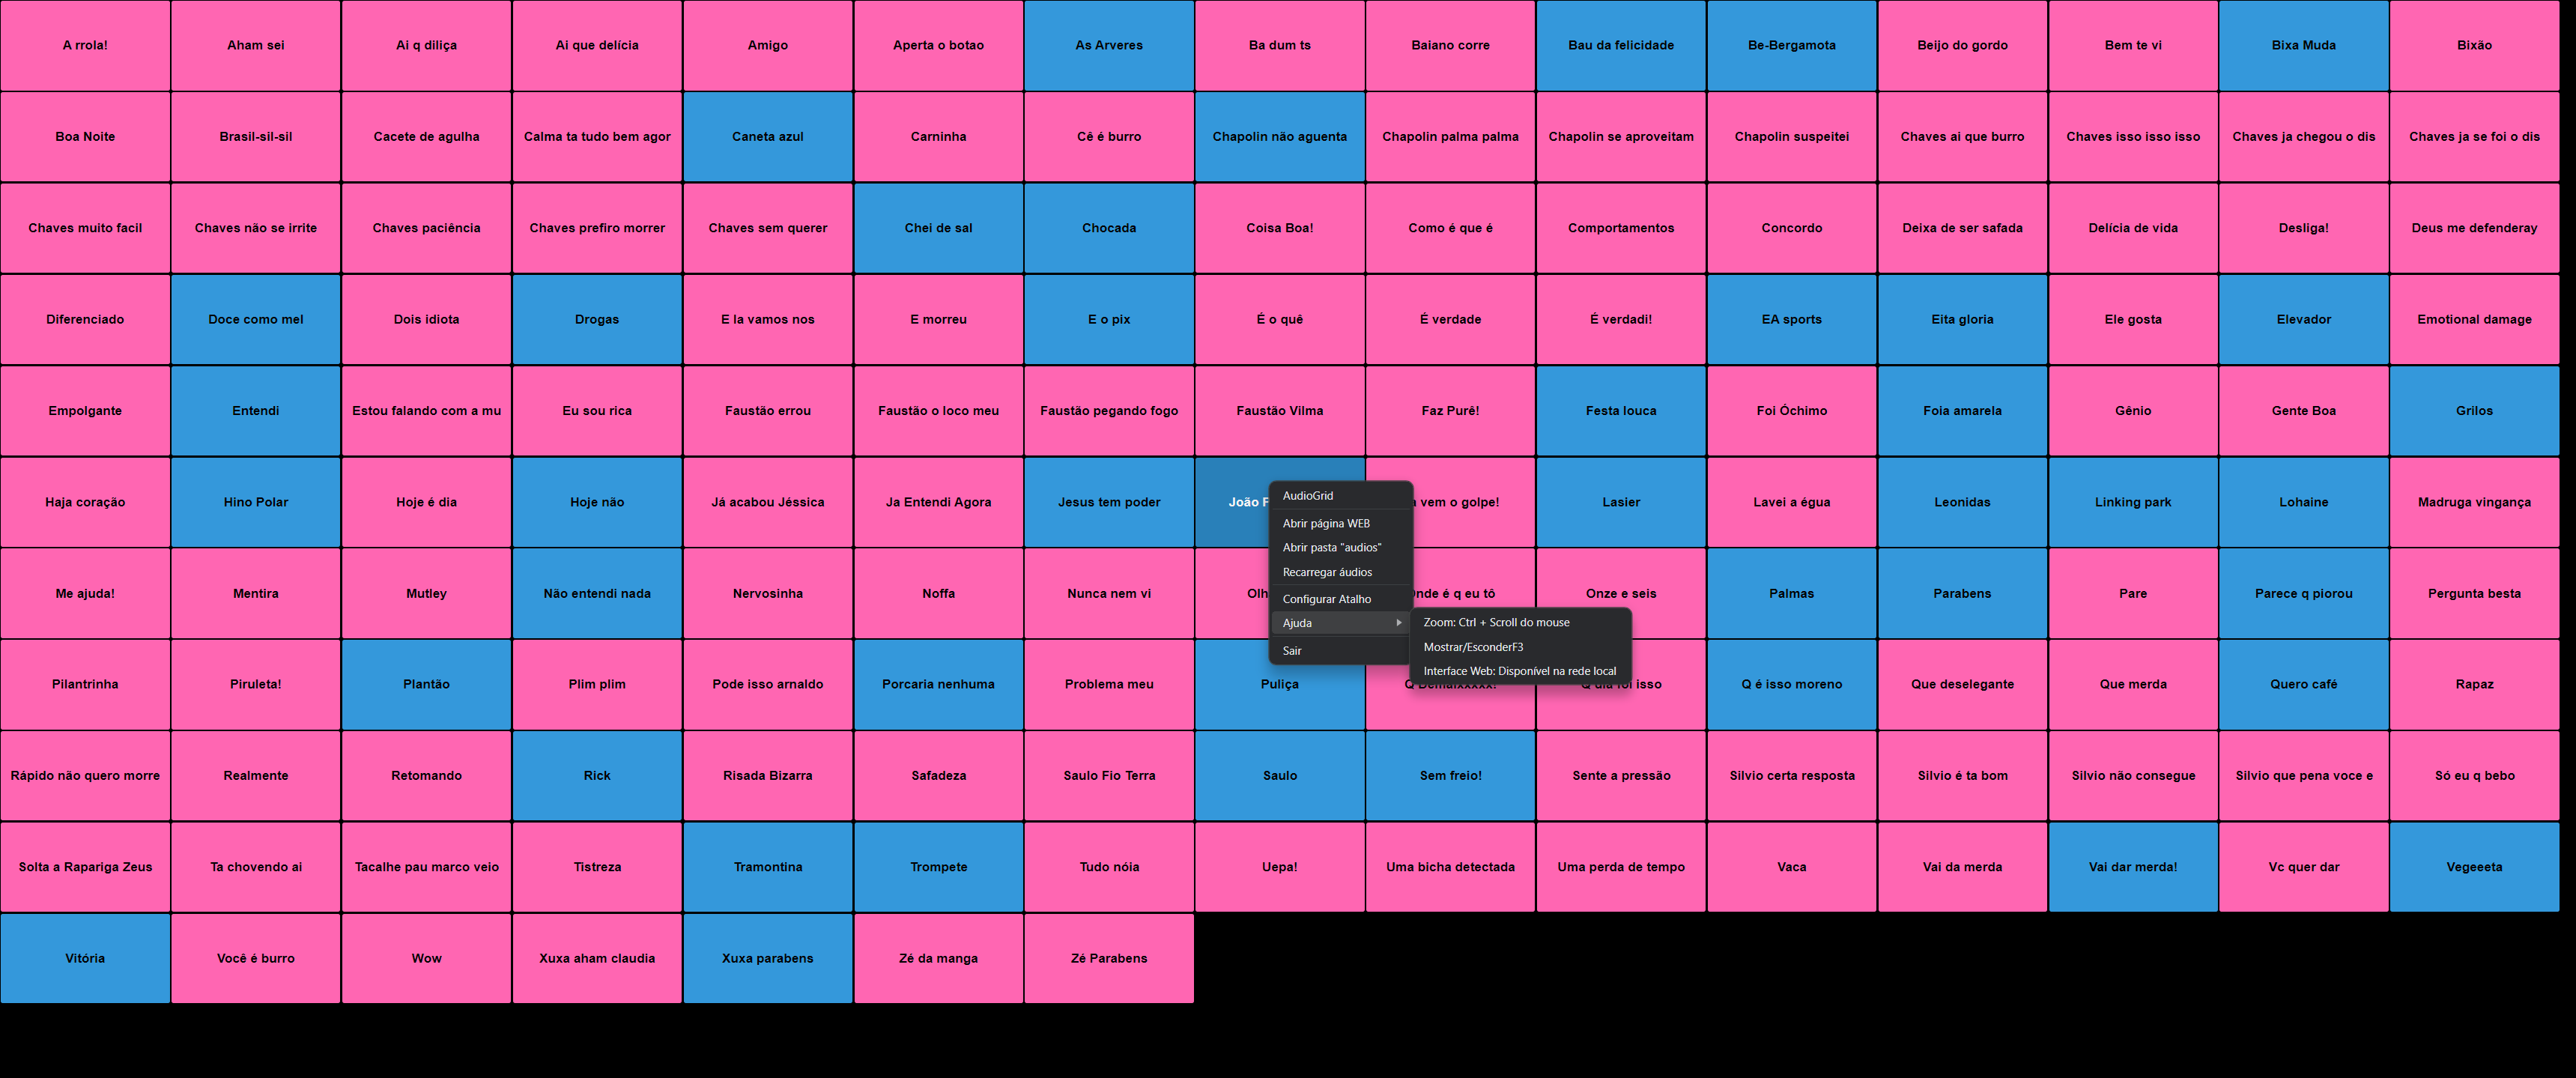 A rrola!
Aham sei
Ai q diliça
Ai que delícia
Amigo
Aperta o botao
As Arveres
Ba dum ts
Baiano corre
Bau da felicidade
Be-Bergamota
Beijo do gordo
Bem te vi
Bixa Muda
Bixão
Boa Noite
Brasil-sil-sil
Cacete de agulha
Calma ta tudo bem agor
Caneta azul
Carninha
Cê é burro
Chapolin não aguenta
Chapolin palma palma
Chapolin se aproveitam
Chapolin suspeitei
Chaves ai que burro
Chaves isso isso isso
Chaves ja chegou o dis
Chaves ja se foi o dis
Chaves muito facil
Chaves não se irrite
Chaves paciência
Chaves prefiro morrer
Chaves sem querer
Chei de sal
Chocada
Coisa Boa!
Como é que é
Comportamentos
Concordo
Deixa de ser safada
Delícia de vida
Desliga!
Deus me defenderay
Diferenciado
Doce como mel
Dois idiota
Drogas
E la vamos nos
E morreu
E o pix
É o quê
É verdade
É verdadi!
EA sports
Eita gloria
Ele gosta
Elevador
Emotional damage
Empolgante
Entendi
Estou falando com a mu
Eu sou rica
Faustão errou
Faustão o loco meu
Faustão pegando fogo
Faustão Vilma
Faz Purê!
Festa louca
Foi Óchimo
Foia amarela
Gênio
Gente Boa
Grilos
Haja coração
Hino Polar
Hoje é dia
Hoje não
Já acabou Jéssica
Ja Entendi Agora
Jesus tem poder
João
vem o golpe!
Lasier
Lavei a égua
Leonidas
Linking park
Lohaine
Madruga vingança
Me ajuda!
Mentira
Mutley
Não entendi nada
Nervosinha
Noffa
Nunca nem vi
é q eu tô
Onze e seis
Palmas
Parabens
Pare
Parece q piorou
Pergunta besta
Pilantrinha
Piruleta!
Plantão
Plim plim
Pode isso arnaldo
Porcaria nenhuma
Problema meu
Puliça
Q
isso
Q é isso moreno
Que deselegante
Que merda
Quero café
Rapaz
Rápido não quero morre
Realmente
Retomando
Rick
Risada Bizarra
Safadeza
Saulo Fio Terra
Saulo
Sem freio!
Sente a pressão
Silvio certa resposta
Silvio é ta bom
Silvio não consegue
Silvio que pena voce e
Só eu q bebo
Solta a Rapariga Zeus
Ta chovendo ai
Tacalhe pau marco veio
Tistreza
Tramontina
Trompete
Tudo nóia
Uepa!
Uma bicha detectada
Uma perda de tempo
Vaca
Vai da merda
Vai dar merda!
Vc quer dar
Vegeeeta
Vitória
Você é burro
Wow
Xuxa aham claudia
Xuxa parabens
Zé da manga
Zé Parabens
AudioGrid
Abrir página WEB
Abrir pasta "audios"
Recarregar áudios
Configurar Atalho
Ajuda
Sair
Zoom: Ctrl + Scroll do mouse
Mostrar/EsconderF3
Interface Web: Disponível na rede local